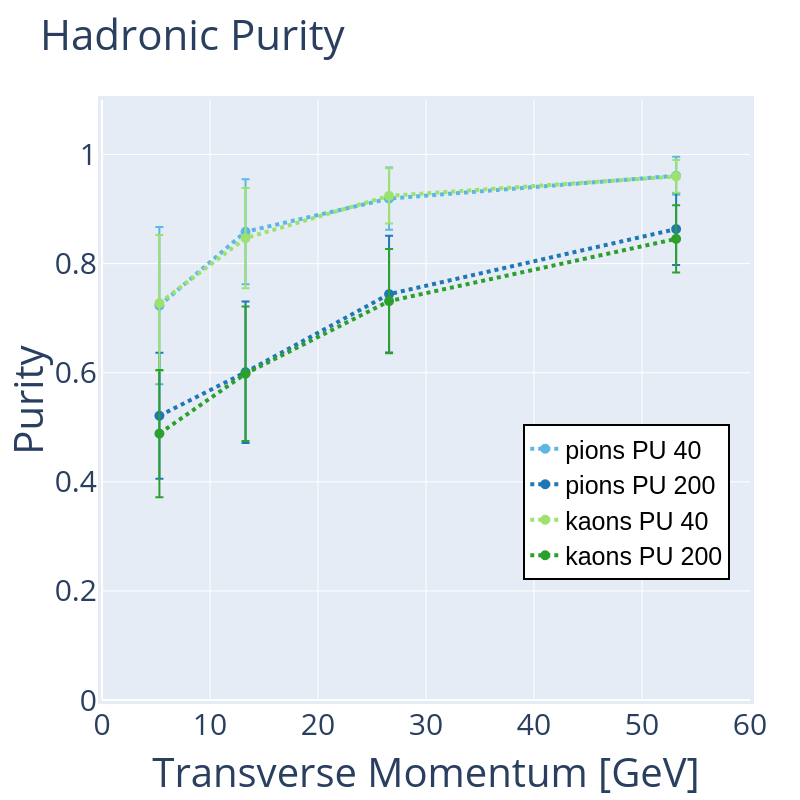 Hadronic Purity
Purity
1
0.8
0.6
0.4
0.2
0
0 10 20 30 40 50 60
Transverse Momentum [GeV]
pions PU 40
pions PU 200
kaons PU 40
kaons PU 200